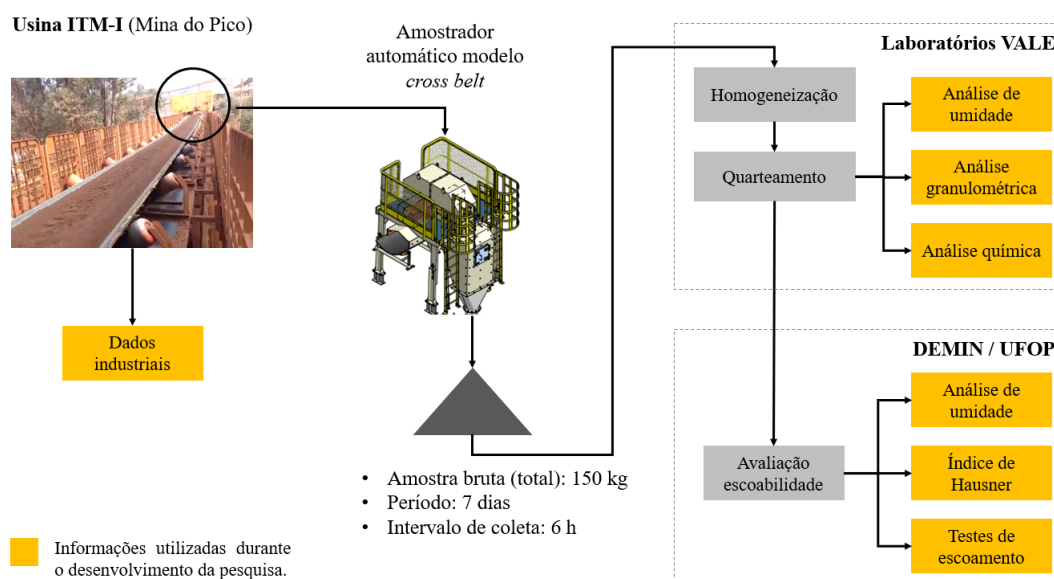 Usina ITM-I (Mina do Pico)
Amostrador
automático modelo
cross belt
Dados
industriais
• Amostra bruta (total): 150 kg
• Período: 7 dias
• Intervalo de coleta: 6 h
Informações utilizadas durante
o desenvolvimento da pesquisa.
Laboratórios VALE
Homogeneização
Quarteamento
Análise de
umidade
Análise
granulométrica
Análise química
DEMIN / UFOP
Avaliação
escoabilidade
Análise de
umidade
Índice de
Hausner
Testes de
escoamento